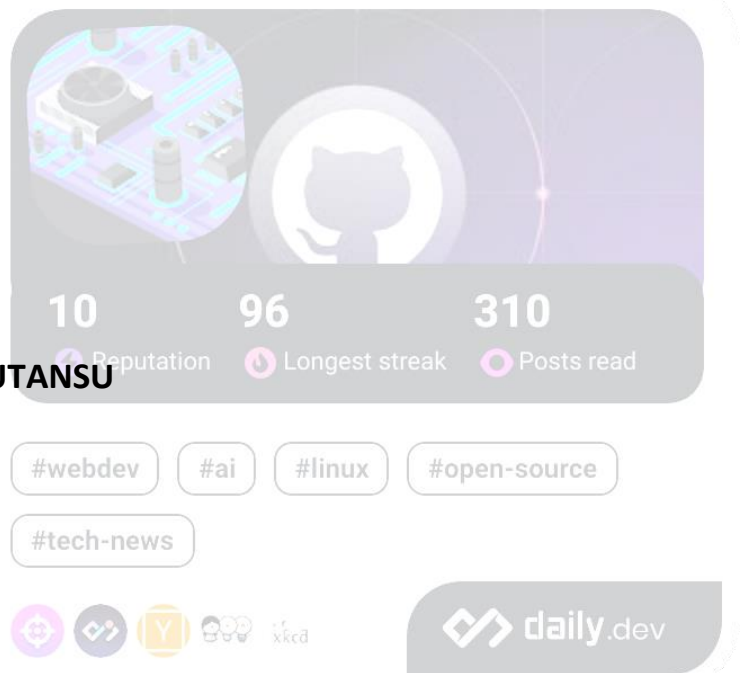 10 96 310
Reputation Longest streak Posts read
UTANSU
#webdev #ai #linux #open-source
#tech-news
Y xkcd daily.dev